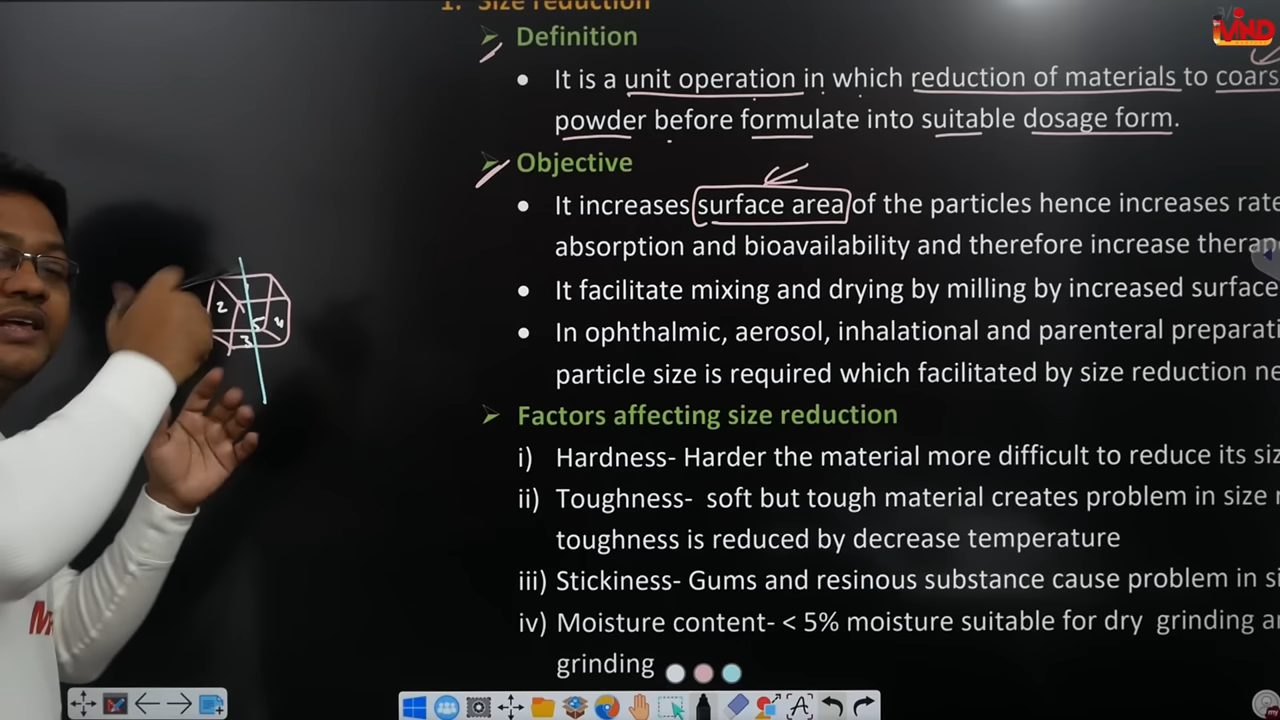 1. Size reduction
Definition
It is a unit operation in which reduction of materials to coars
powder before formulate into suitable dosage form.
Objective
It increases surface area of the particles hence increases rate
absorption and bioavailability and therefore increase therap
It facilitate mixing and drying by milling by increased surface
In ophthalmic, aerosol, inhalational and parenteral preparati
particle size is required which facilitated by size reduction ne
Factors affecting size reduction
i) Hardness- Harder the material more difficult to reduce its siz
ii) Toughness- soft but tough material creates problem in size r
toughness is reduced by decrease temperature
iii) Stickiness- Gums and resinous substance cause problem in si
iv) Moisture content- < 5% moisture suitable for dry grinding an
grinding
2
5 4
3